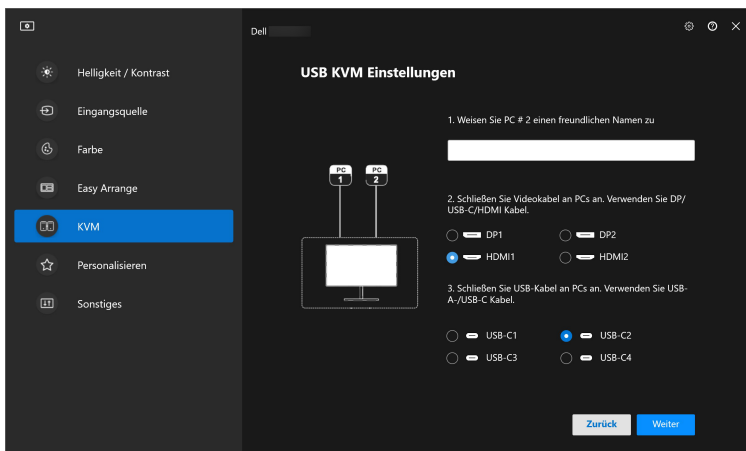 Dell
Helligkeit / Kontrast
Eingangsquelle
Farbe
Easy Arrange
KVM
Personalisieren
Sonstiges
USB KVM Einstellungen
PC
1
PC
2
1. Weisen Sie PC # 2 einen freundlichen Namen zu
2. Schließen Sie Videokabel an PCs an. Verwenden Sie DP/
USB-C/HDMI Kabel.
DP1
DP2
HDMI1
HDMI2
3. Schließen Sie USB-Kabel an PCs an. Verwenden Sie USB-
A-/USB-C Kabel.
USB-C1
USB-C2
USB-C3
USB-C4
Zurück
Weiter